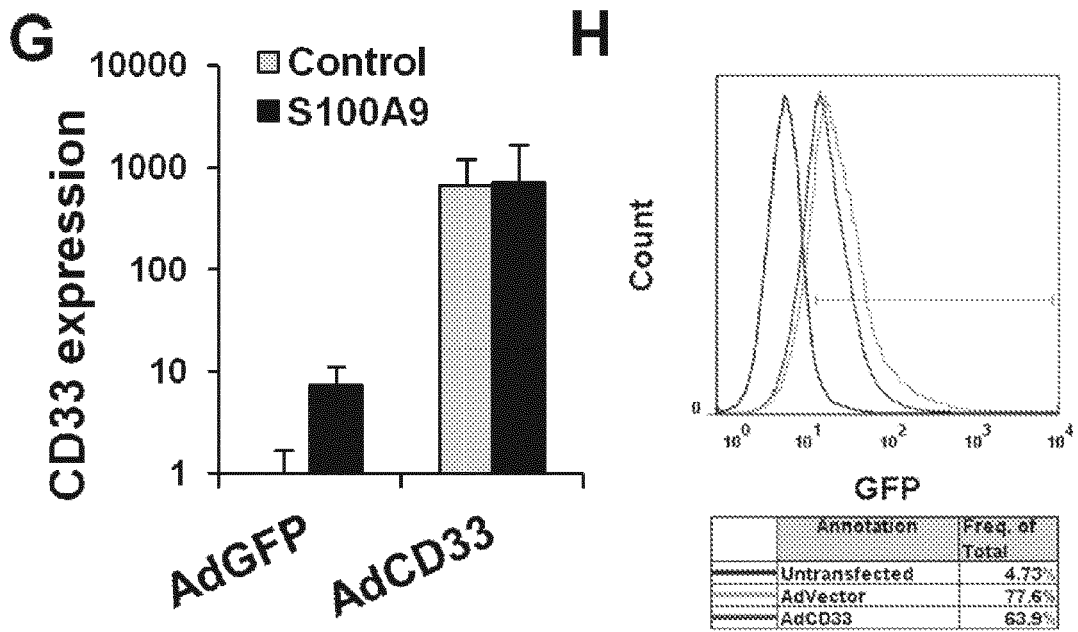 G
Control
S100A9
CD33 expression
10000
1000
100
10
1
AdGFP
AdCD33
H
Count
0
10^0 10^1 10^2 10^3 10^4
GFP
Annotation Freq. of
Total
Untransfected 4.73%
AdVector 77.6%
AdCD33 63.9%